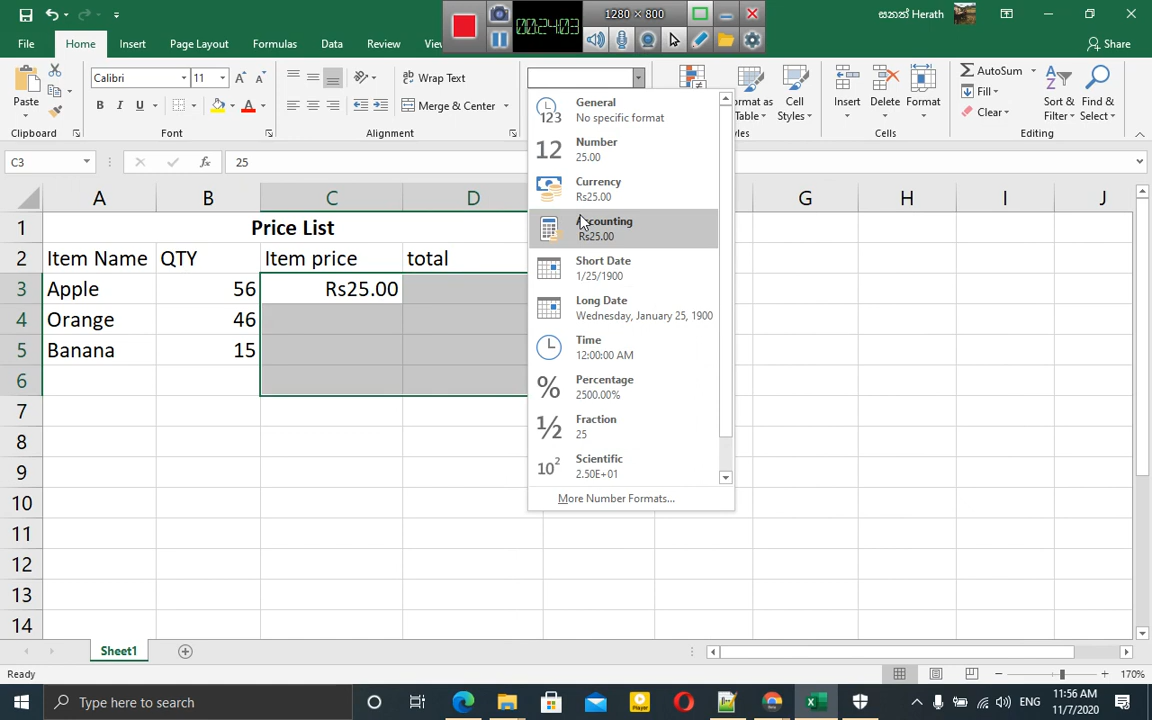 1280 × 800
00:24:03
සනත් Herath
File Home Insert Page Layout Formulas Data Review
Share
Paste
Calibri 11
B I U
Wrap Text
Merge & Center
Table
Cell
Styles
Insert
Delete
Format
AutoSum
Fill
Clear
Sort &
Filter
Find &
Select
Clipboard
Font
Alignment
Cells
Editing
C3
fx
25
A B C D G H I J
1 Price List
2 Item Name QTY Item price total
3 Apple 56 Rs25.00
4 Orange 46
5 Banana 15
6
7
8
9
10
11
12
13
14
General
No specific format
Number
25.00
Currency
Rs25.00
Accounting
Rs25.00
Short Date
1/25/1900
Long Date
Wednesday, January 25, 1900
Time
12:00:00 AM
Percentage
2500.00%
Fraction
25
Scientific
2.50E+01
More Number Formats...
Sheet1
Ready
170%
Type here to search
ENG
11:56 AM
11/7/2020